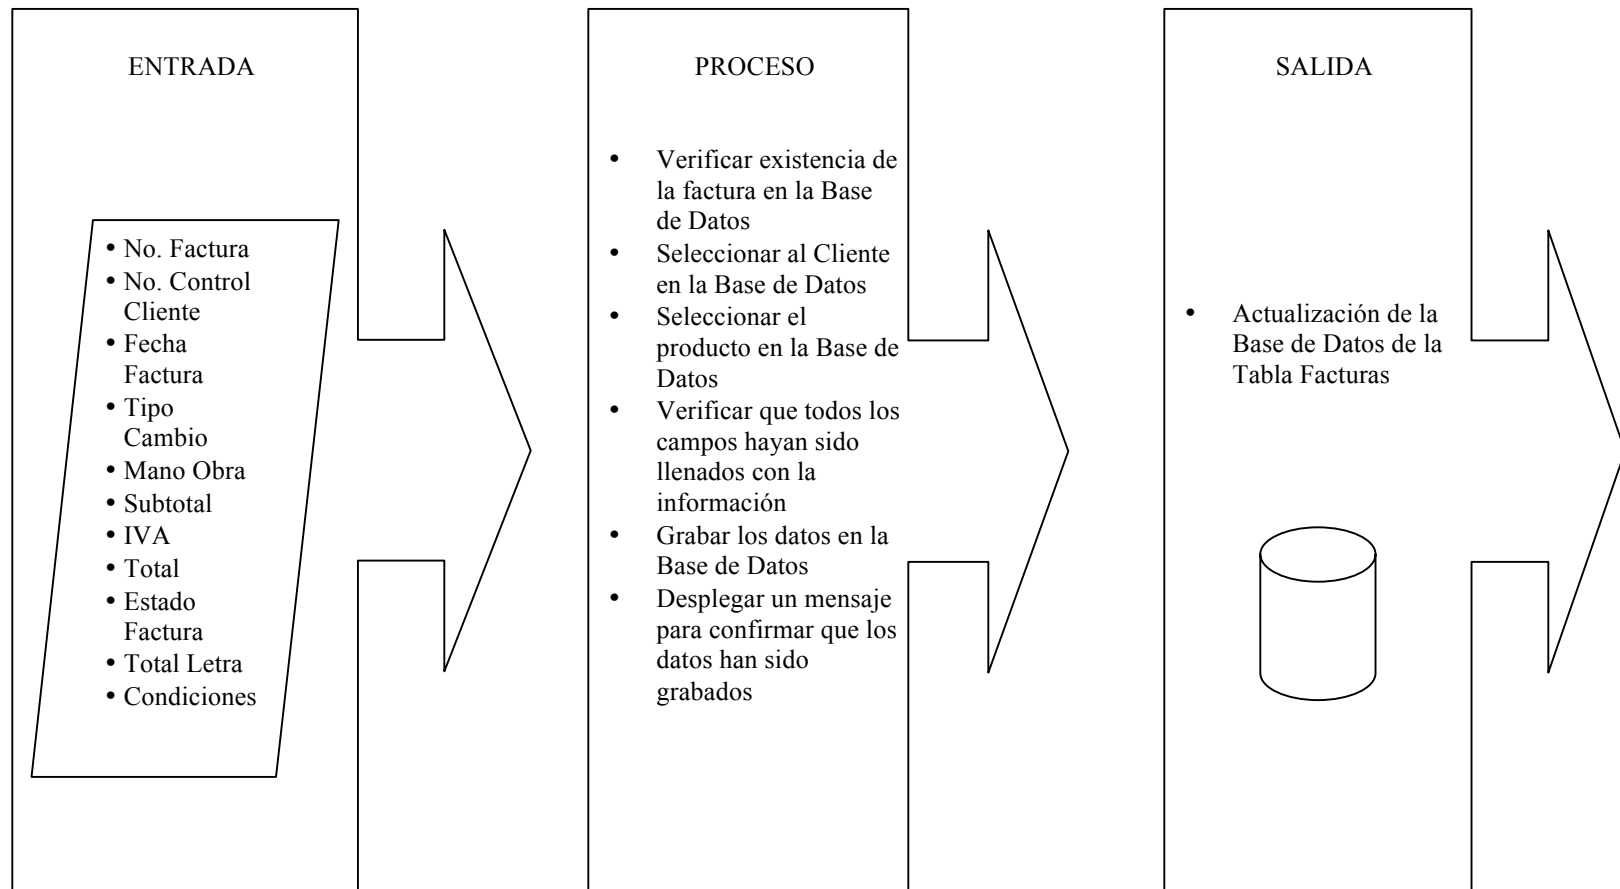 ENTRADA
• No. Factura
• No. Control
Cliente
• Fecha
Factura
• Tipo
Cambio
• Mano Obra
• Subtotal
• IVA
• Total
• Estado
Factura
• Total Letra
• Condiciones
PROCESO
• Verificar existencia de
la factura en la Base
de Datos
• Seleccionar al Cliente
en la Base de Datos
• Seleccionar el
producto en la Base de
Datos
• Verificar que todos los
campos hayan sido
llenados con la
información
• Grabar los datos en la
Base de Datos
• Desplegar un mensaje
para confirmar que los
datos han sido
grabados
SALIDA
• Actualización de la
Base de Datos de la
Tabla Facturas